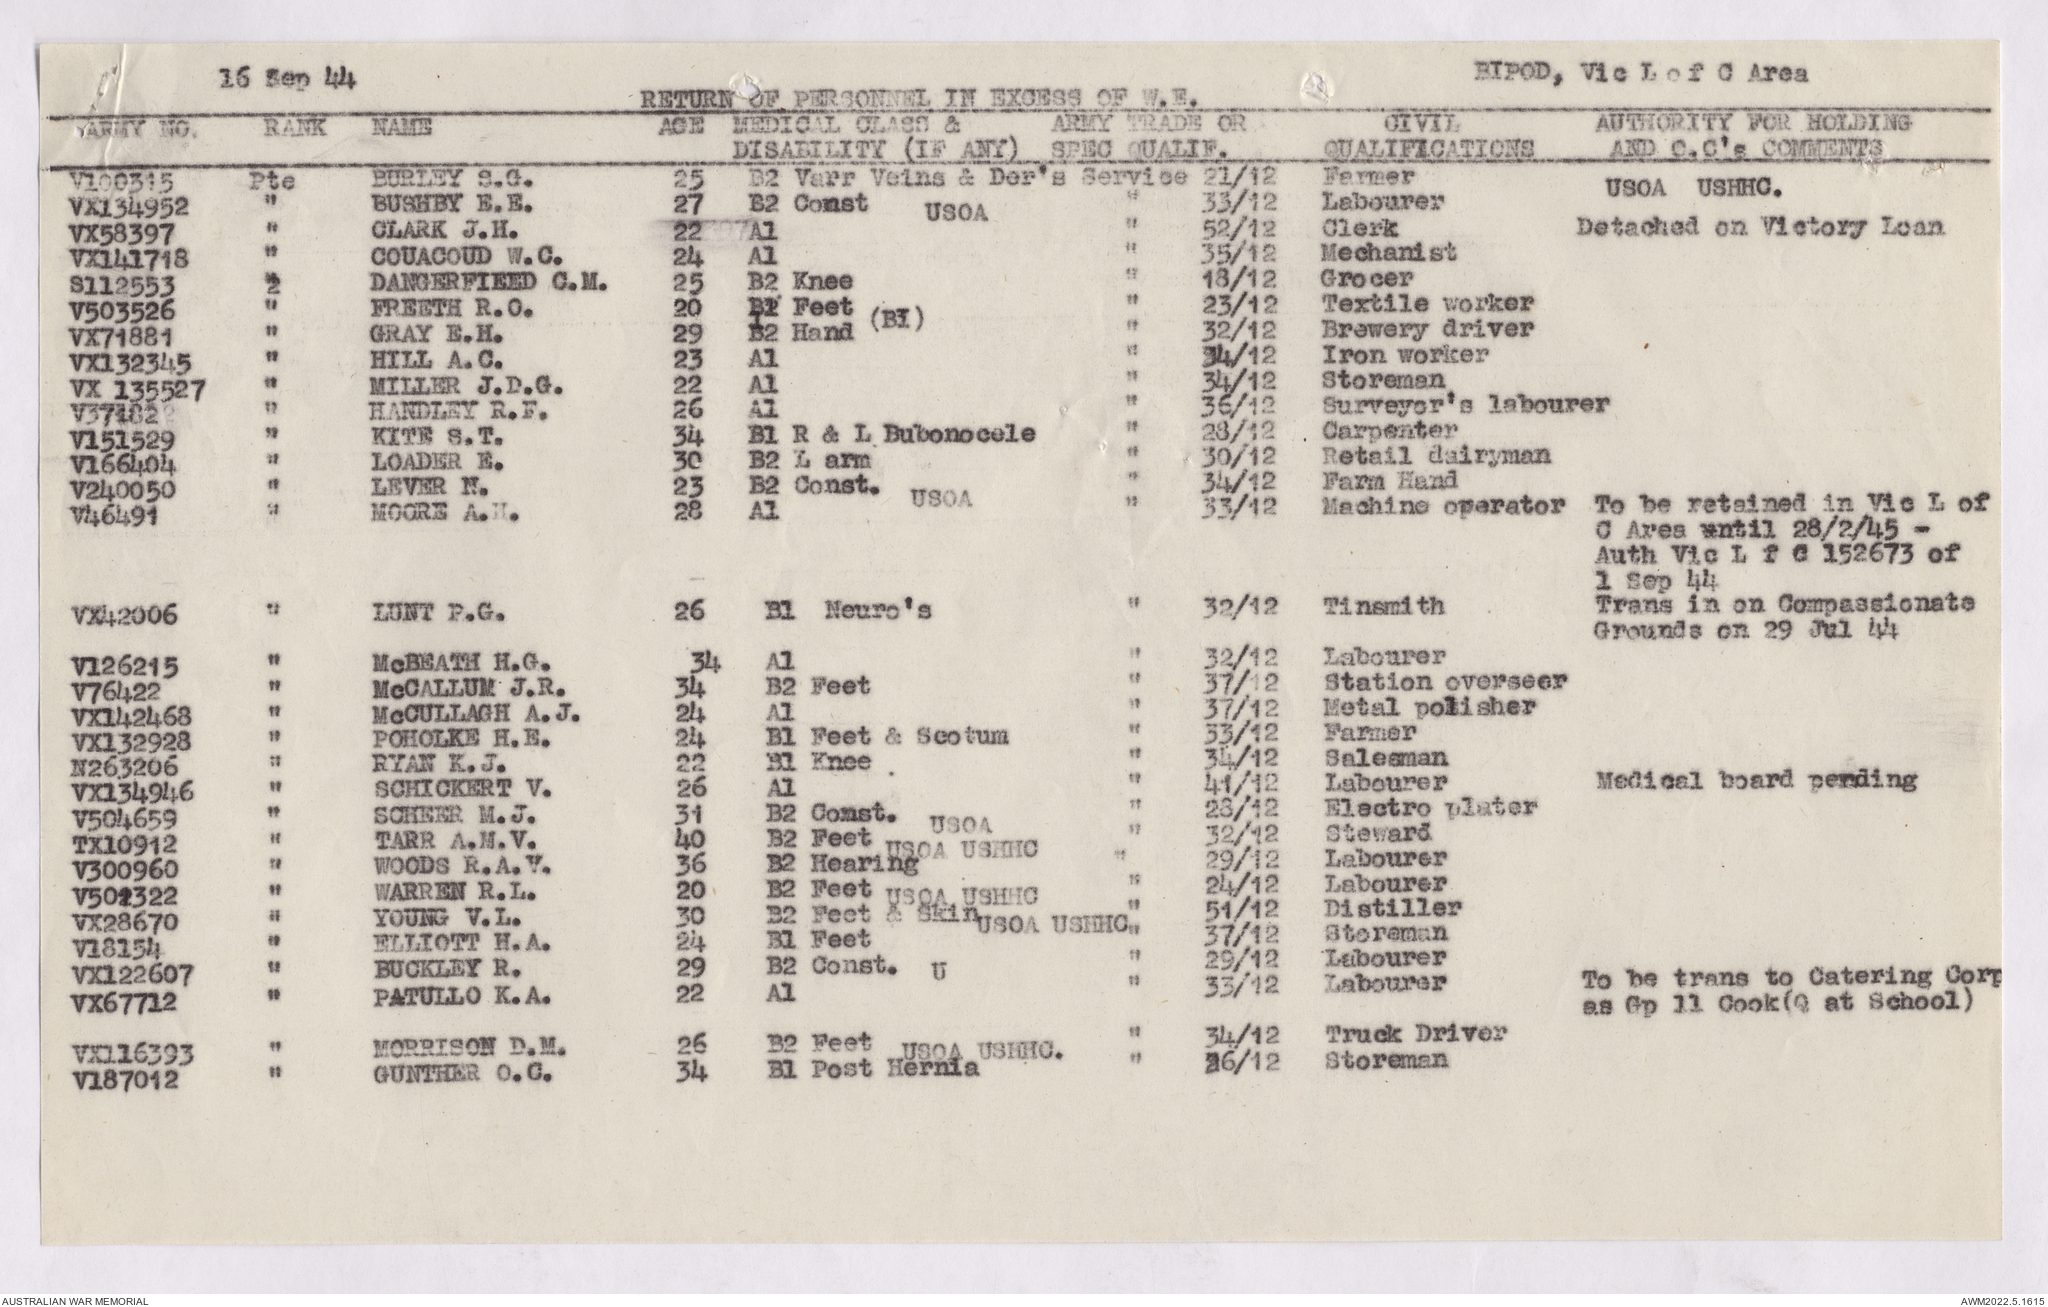 16 Sep 44
BIPOD, Vic L of C Area
RETURN OF PERSONNEL IN EXCESS OF W.E.
ARMY NO. RANK NAME AGE MEDICAL CLASS & ARMY TRADE OR CIVIL AUTHORITY FOR HOLDING
DISABILITY (IF ANY) SPEC QUALIF. QUALIFICATIONS AND O.C's COMMENTS
V100315 Pte BURLEY S.G. 25 B2 Varr Veins & Der's Service 21/12 Farmer USOA USHHC.
VX134952 " BUSHBY E.E. 27 B2 Const USOA " 33/12 Labourer
VX58397 " CLARK J.H. 22 A1 " 52/12 Clerk Detached on Victory Loan
VX141718 " COUACOUD W.C. 24 A1 " 35/12 Mechanist
S112553 " DANGERFIEED C.M. 25 B2 Knee " 18/12 Grocer
V503526 " FREETH R.O. 20 B2 Feet " 23/12 Textile worker
VX71881 " GRAY E.H. 29 B2 Hand (BI) " 32/12 Brewery driver
VX132345 " HILL A.C. 23 A1 " 34/12 Iron worker
VX 135527 " MILLER J.D.G. 22 A1 " 34/12 Storeman
V371822 " HANDLEY R.F. 26 A1 " 36/12 Surveyor's labourer
V151529 " KITE S.T. 34 B1 R & L Bubonocele " 28/12 Carpenter
V166404 " LOADER E. 30 B2 L arm " 30/12 Retail dairyman
V240050 " LEVER N. 23 B2 Const. USOA " 34/12 Farm Hand
V46491 " MOORE A.H. 28 A1 " 33/12 Machine operator To be retained in Vic L of
C Area until 28/2/45 -
Auth Vic L f C 152673 of
1 Sep 44
VX42006 " LUNT P.G. 26 B1 Neuro's " 32/12 Tinsmith Trans in on Compassionate
Grounds on 29 Jul 44
V126215 " McBEATH H.G. 34 A1 " 32/12 Labourer
V76422 " McCALLUM J.R. 34 B2 Feet " 37/12 Station overseer
VX142468 " McCULLAGH A.J. 24 A1 " 37/12 Metal polisher
VX132928 " POHOLKE H.E. 24 B1 Feet & Scotum " 33/12 Farmer
N263206 " RYAN K.J. 22 B1 Knee " 34/12 Salesman
VX134946 " SCHICKERT V. 26 A1 " 41/12 Labourer Medical board pending
V504659 " SCHEER M.J. 31 B2 Const. USOA " 28/12 Electro plater
TX10912 " TARR A.M.V. 40 B2 Feet USOA USHHC " 32/12 Steward
V300960 " WOODS R.A.V. 36 B2 Hearing " 29/12 Labourer
V501322 " WARREN R.L. 20 B2 Feet USOA USHHC " 24/12 Labourer
VX28670 " YOUNG V.L. 30 B2 Feet & Skin USOA USHHC " 51/12 Distiller
V18154 " ELLIOTT H.A. 24 B1 Feet " 37/12 Storeman
VX122607 " BUCKLEY R. 29 B2 Const. U " 29/12 Labourer
VX67712 " PATULLO K.A. 22 A1 " 33/12 Labourer To be trans to Catering Corp
as Gp 11 Cook(Q at School)
VX116393 " MORRISON D.M. 26 B2 Feet USOA USHHC. " 34/12 Truck Driver
V187012 " GUNTHER O.C. 34 B1 Post Hernia " 26/12 Storeman
AUSTRALIAN WAR MEMORIAL
AWM2022.5.1615